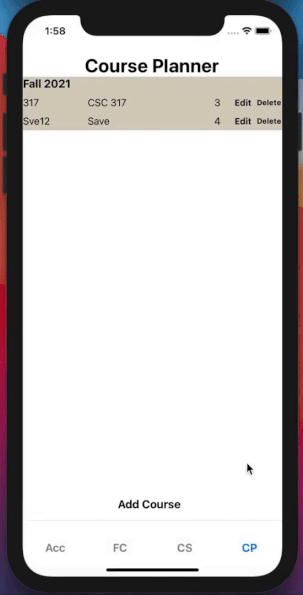 1:58
Course Planner
Fall 2021
317 CSC 317 3 Edit Delete
Sve12 Save 4 Edit Delete
Add Course
Acc FC CS CP